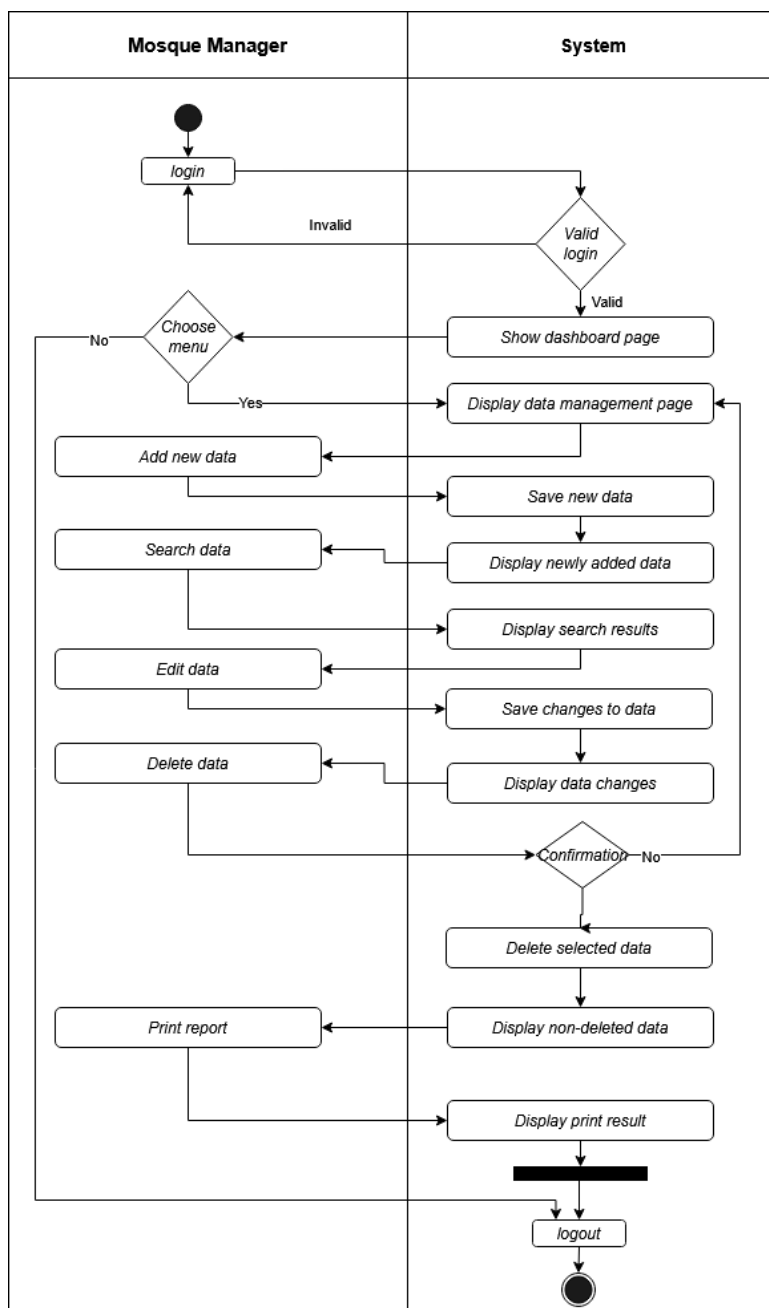 Mosque Manager
System
login
Invalid
Valid
login
Valid
Choose
menu
No
Show dashboard page
Yes
Display data management page
Add new data
Save new data
Search data
Display newly added data
Display search results
Edit data
Save changes to data
Delete data
Display data changes
Confirmation
No
Delete selected data
Print report
Display non-deleted data
Display print result
logout